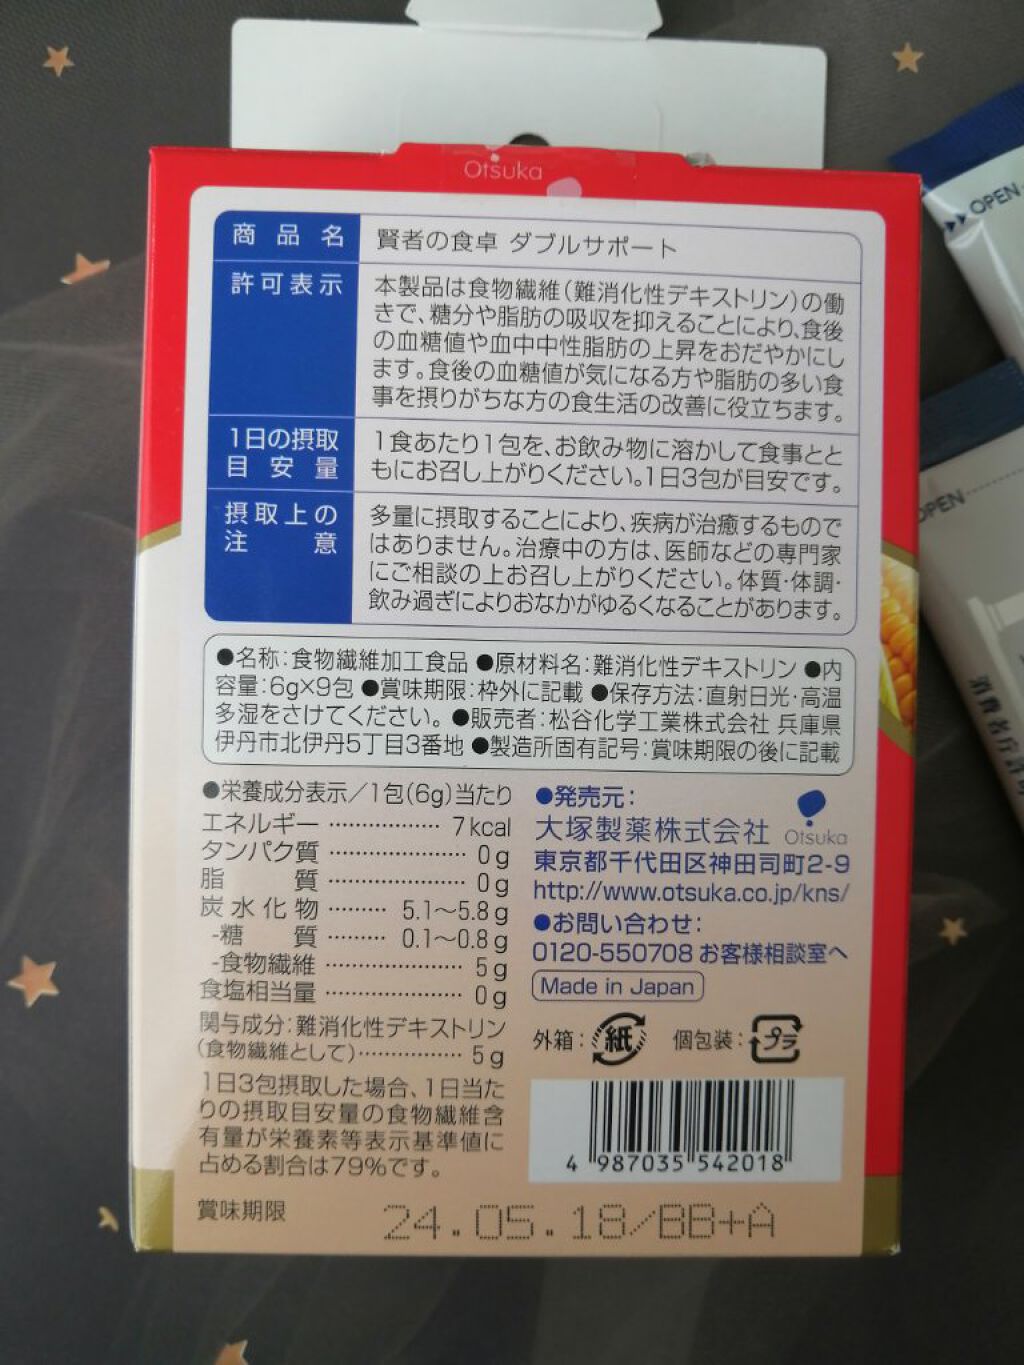 Otsuka
商品名 賢者の食卓 ダブルサポート
許可表示 本製品は食物繊維(難消化性デキストリン)の働
きで、糖分や脂肪の吸収を抑えることにより、食後
の血糖値や血中中性脂肪の上昇をおだやかにし
ます。食後の血糖値が気になる方や脂肪の多い食
事を摂りがちな方の食生活の改善に役立ちます。
1日の摂取
目安量
1食あたり1包を、お飲み物に溶かして食事とと
もにお召し上がりください。1日3包が目安です。
摂取上の
注意
多量に摂取することにより、疾病が治癒するもので
はありません。治療中の方は、医師などの専門家
にご相談の上お召し上がりください。体質・体調・
飲み過ぎによりおなかがゆるくなることがあります。
●名称:食物繊維加工食品 ●原材料名:難消化性デキストリン ●内
容量:6g×9包 ●賞味期限:枠外に記載 ●保存方法:直射日光・高温
多湿をさけてください。 ●販売者:松谷化学工業株式会社 兵庫県
伊丹市北伊丹5丁目3番地 ●製造所固有記号:賞味期限の後に記載
●栄養成分表示/1包(6g)当たり
エネルギー ……………… 7kcal
タンパク質 ………………… 0g
脂質 ………………… 0g
炭水化物 ……… 5.1〜5.8g
-糖質 ……… 0.1〜0.8g
-食物繊維 ………………… 5g
食塩相当量 ………………… 0g
関与成分:難消化性デキストリン
(食物繊維として) …………… 5g
1日3包摂取した場合、1日当た
りの摂取目安量の食物繊維含
有量が栄養素等表示基準値に
占める割合は79%です。
●発売元:
大塚製薬株式会社 Otsuka
東京都千代田区神田司町2-9
http://www.otsuka.co.jp/kns/
●お問い合わせ:
0120-550708 お客様相談室へ
Made in Japan
外箱: 紙 個包装: プラ
4 987035 542018
賞味期限 24.05.18/BB+A
OPEN
OPEN
消費者庁許可